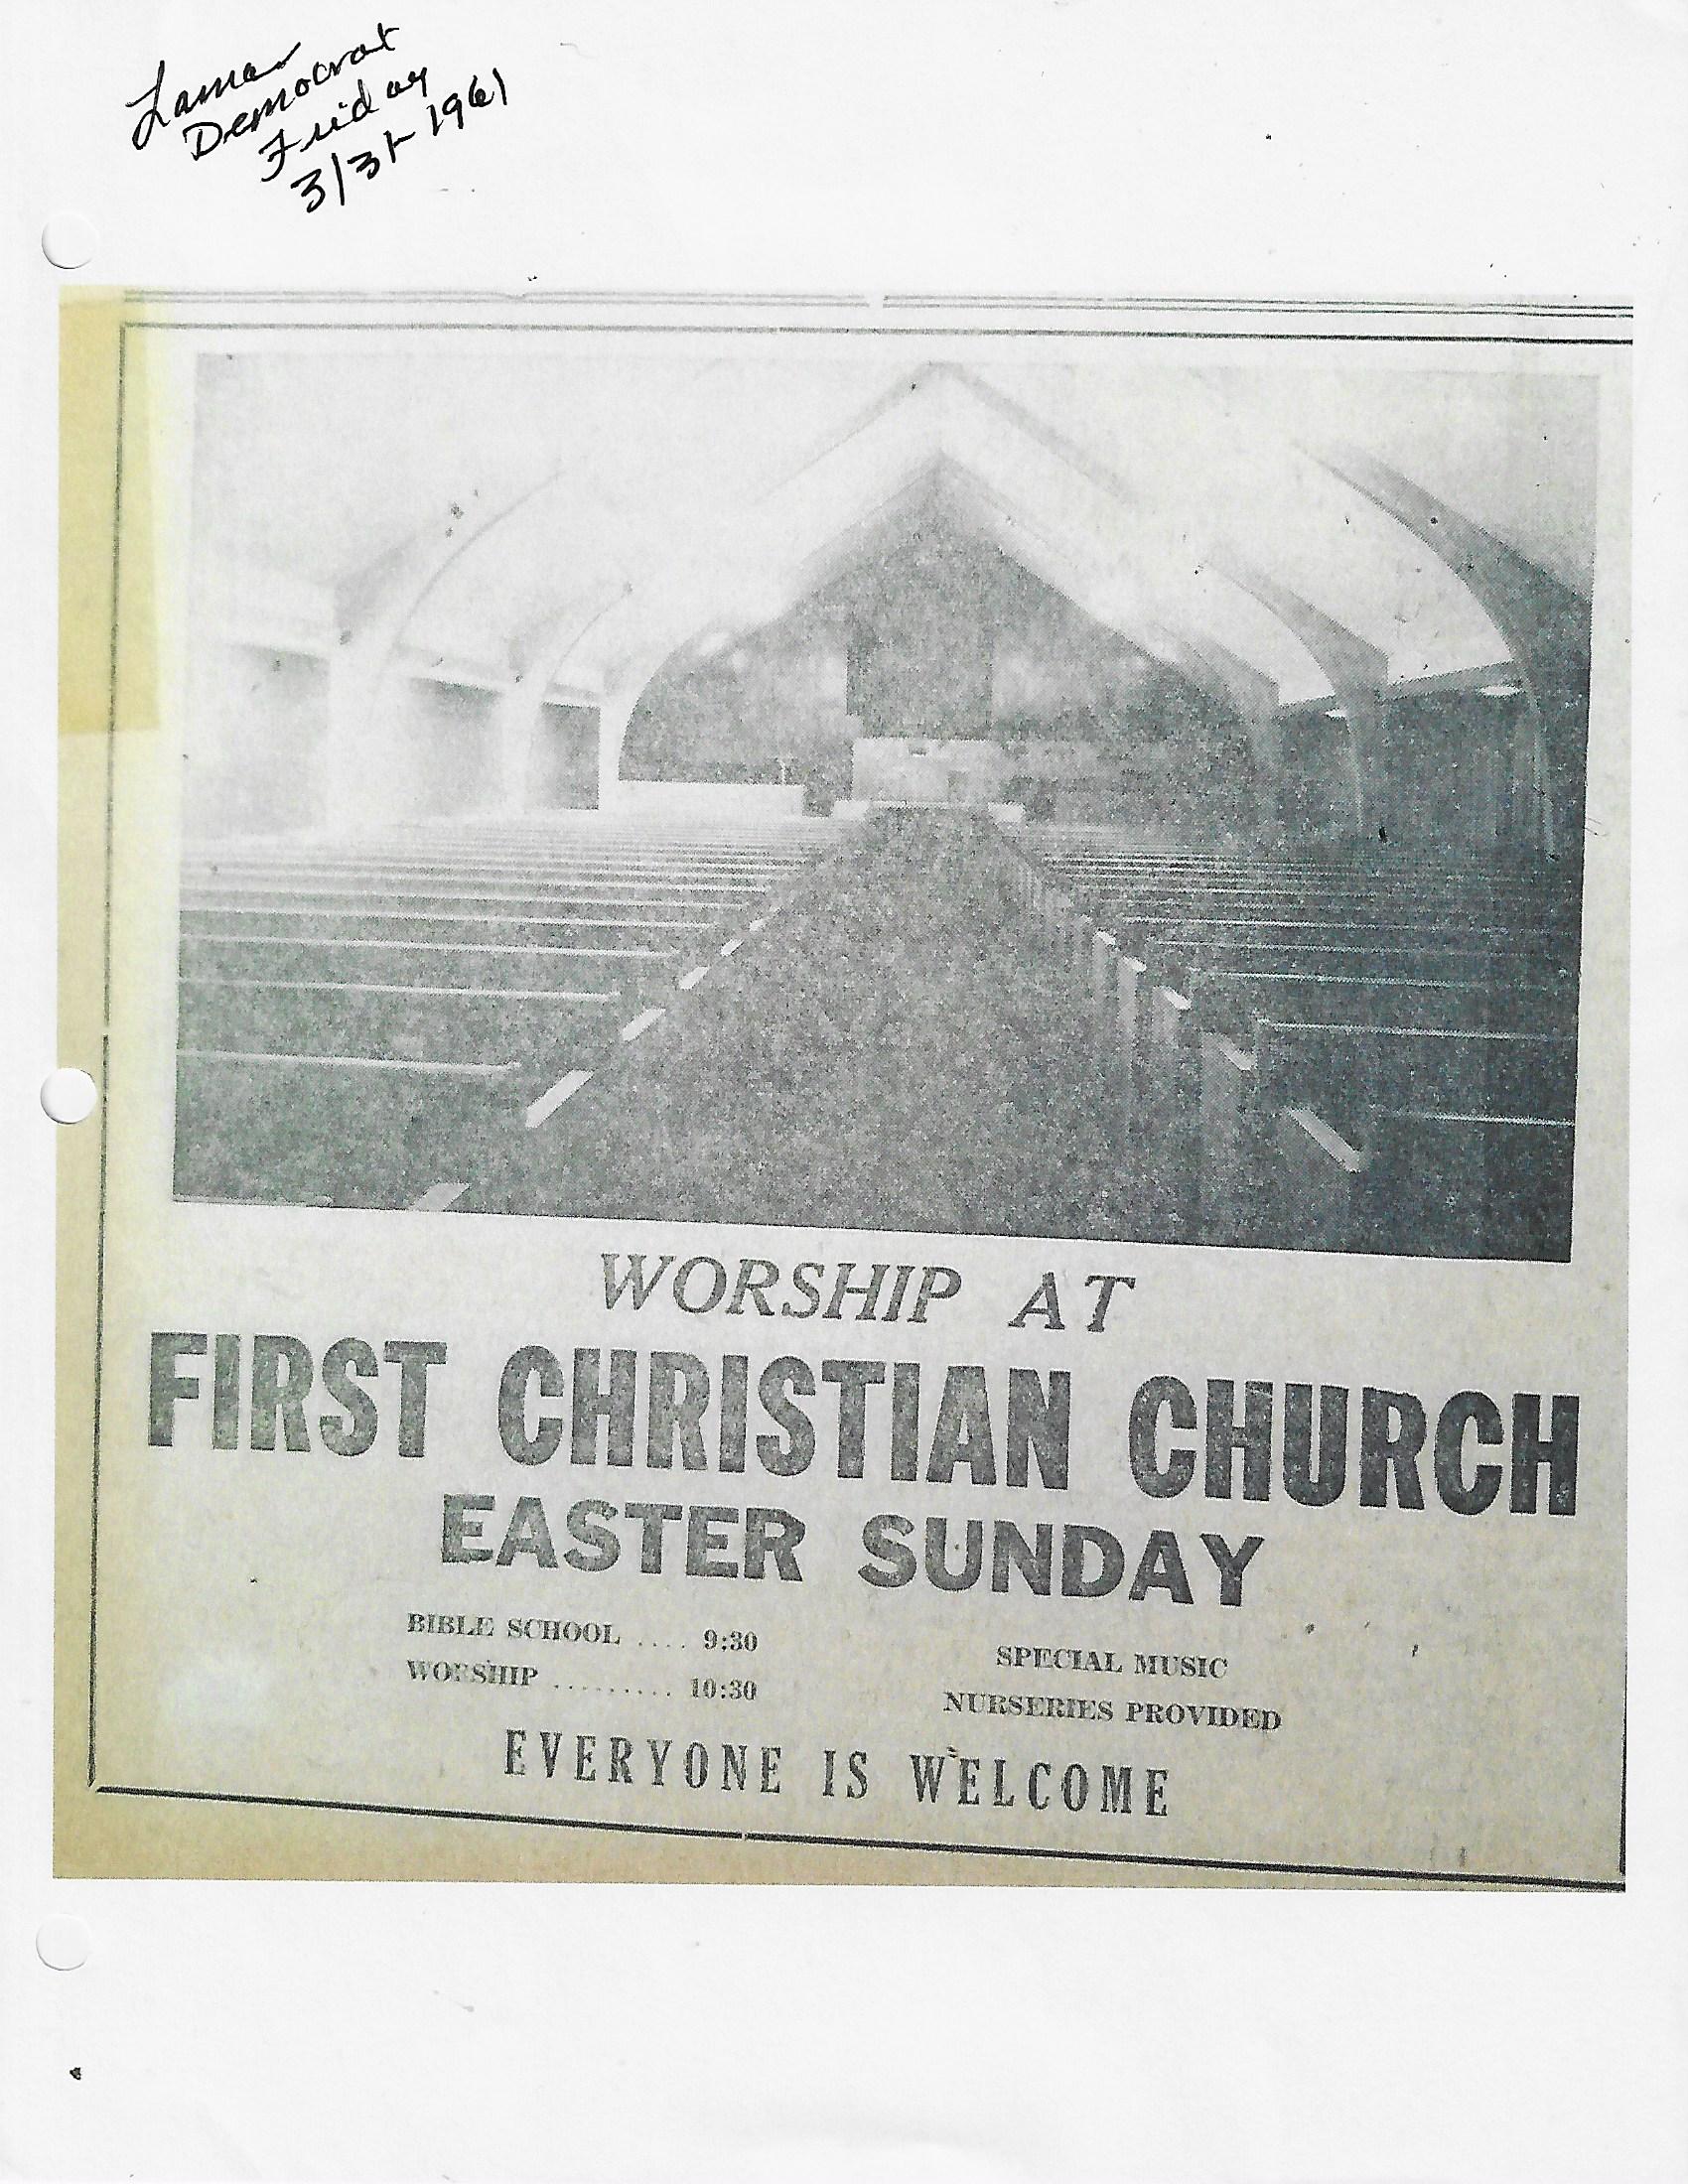 Lamar
Democrat
Friday
3/31-1961
WORSHIP AT
FIRST CHRISTIAN CHURCH
EASTER SUNDAY
BIBLE SCHOOL .... 9:30
WORSHIP ......... 10:30
SPECIAL MUSIC
NURSERIES PROVIDED
EVERYONE IS WELCOME